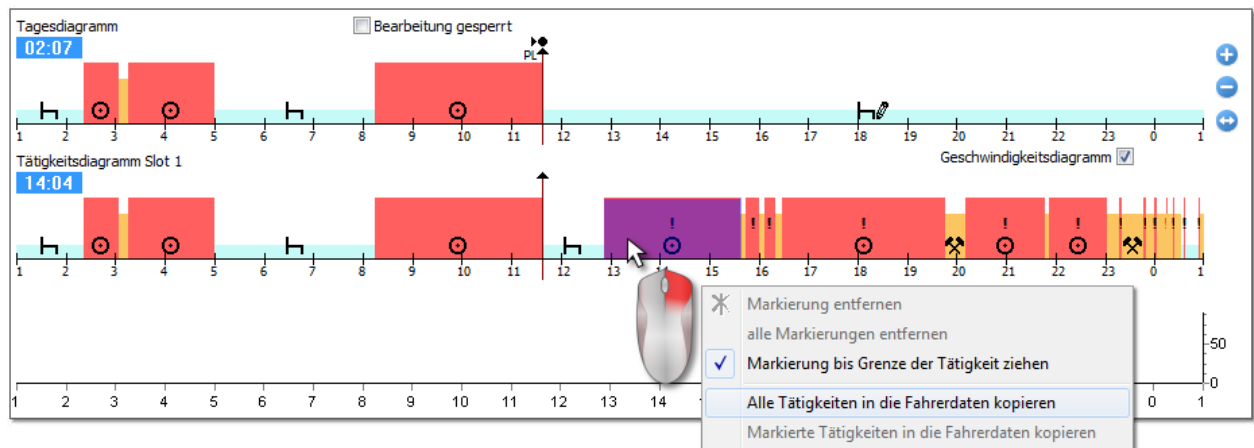 Tagesdiagramm
Bearbeitung gesperrt
02:07
PL
1 2 3 4 5 6 7 8 9 10 11 12 13 14 15 16 17 18 19 20 21 22 23 0 1
Tätigkeitsdiagramm Slot 1
Geschwindigkeitsdiagramm
14:04
! ! ! ! ! ! ! ! ! ! ! ! !
1 2 3 4 5 6 7 8 9 10 11 12 13 14 15 16 17 18 19 20 21 22 23 0 1
Markierung entfernen
alle Markierungen entfernen
50
Markierung bis Grenze der Tätigkeit ziehen
0
1 2 3 4 5 6 7 8 9 10 11 12 13 14 0 1
Alle Tätigkeiten in die Fahrerdaten kopieren
Markierte Tätigkeiten in die Fahrerdaten kopieren